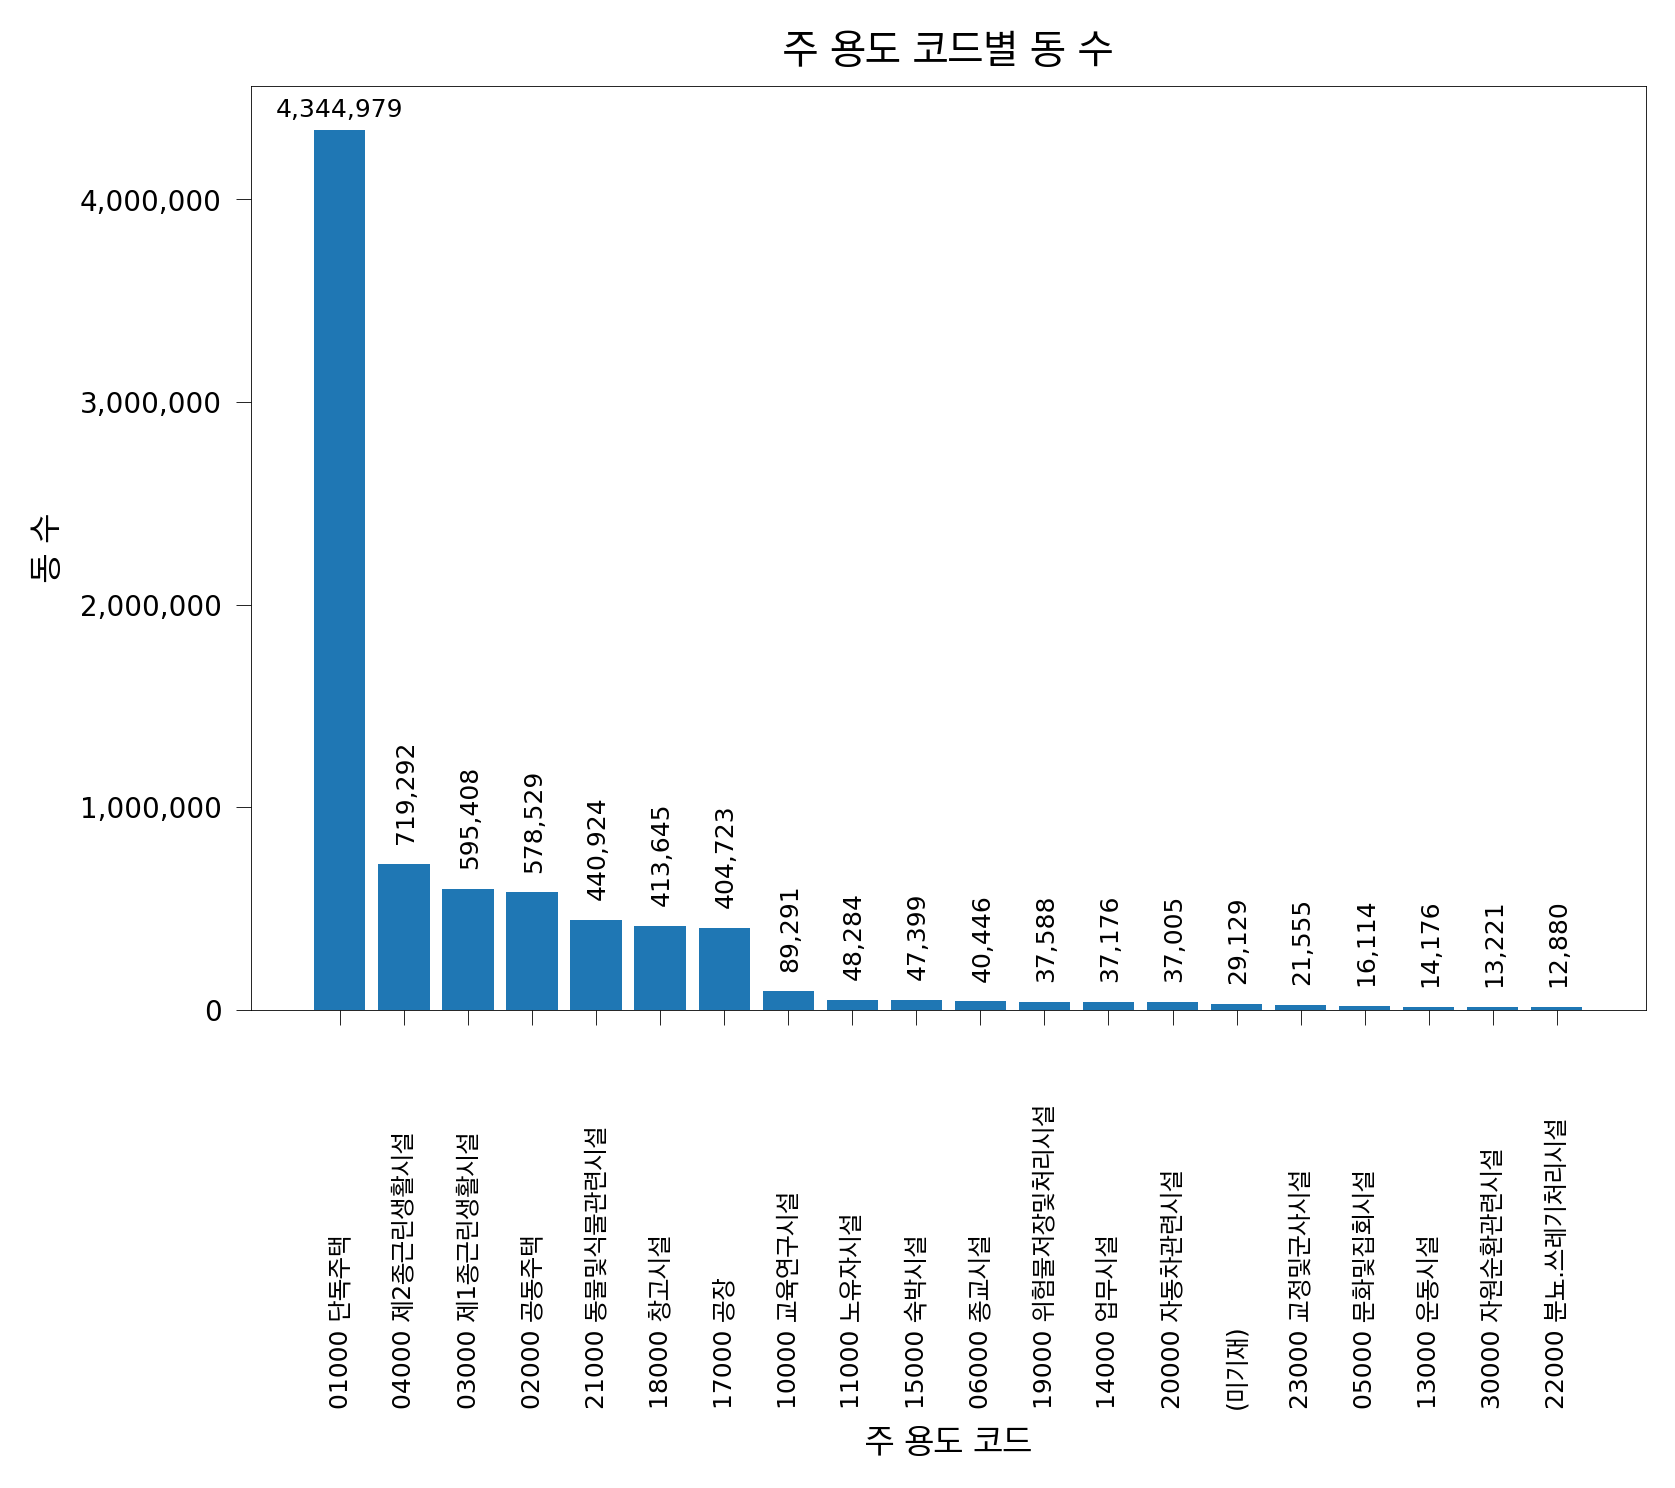 주 용도 코드별 동 수
4,344,979
4,000,000
3,000,000
2,000,000
1,000,000
0
동 수
719,292
595,408
578,529
440,924
413,645
404,723
89,291
48,284
47,399
40,446
37,588
37,176
37,005
29,129
21,555
16,114
14,176
13,221
12,880
01000 단독주택
04000 제2종근린생활시설
03000 제1종근린생활시설
02000 공동주택
21000 동물및식물관련시설
18000 창고시설
17000 공장
10000 교육연구시설
11000 노유자시설
15000 숙박시설
06000 종교시설
19000 위험물저장및처리시설
14000 업무시설
20000 자동차관련시설
(미기재)
23000 교정및군사시설
05000 문화및집회시설
13000 운동시설
30000 자원순환관련시설
22000 분뇨.쓰레기처리시설
주 용도 코드